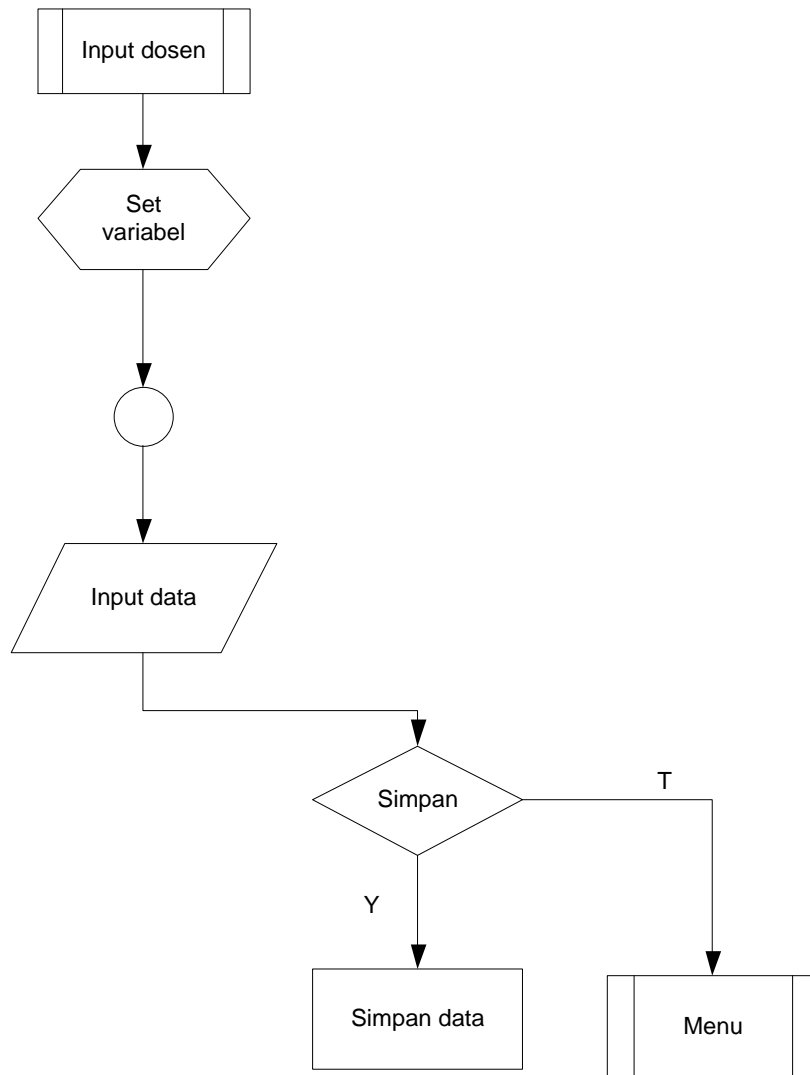 Input dosen
Set
variabel
Input data
Simpan
T
Y
Simpan data
Menu